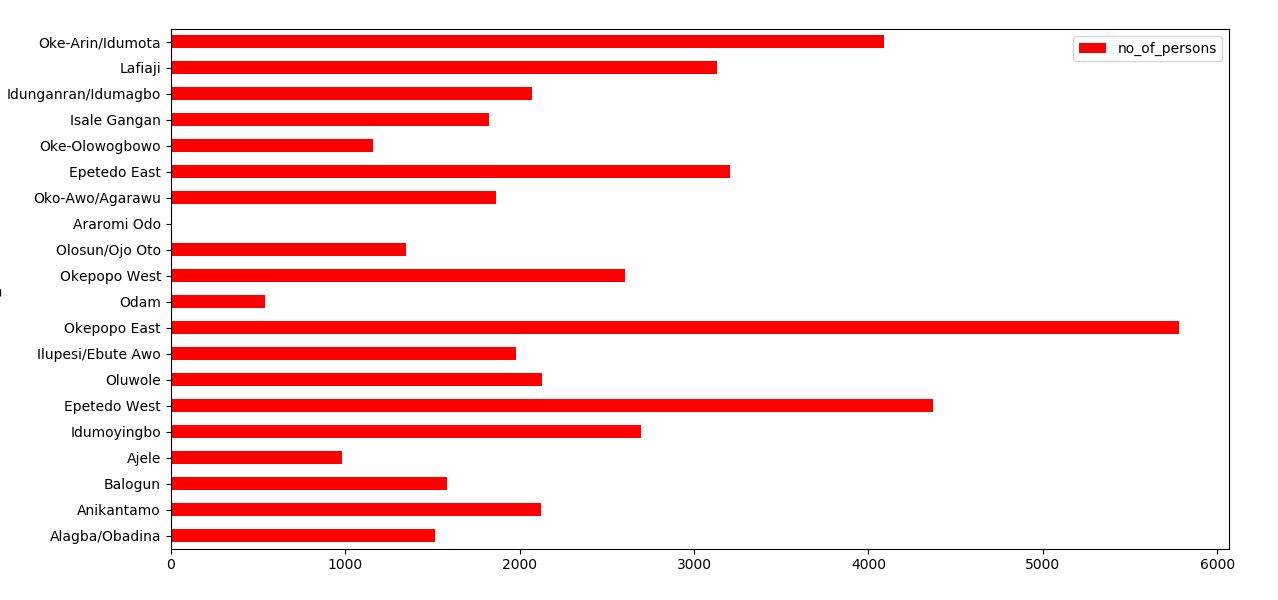 Oke-Arin/Idumota
Lafiaji
Idunganran/Idumagbo
Isale Gangan
Oke-Olowogbowo
Epetedo East
Oko-Awo/Agarawu
Araromi Odo
Olosun/Ojo Oto
Okepopo West
Odam
Okepopo East
Ilupesi/Ebute Awo
Oluwole
Epetedo West
Idumoyingbo
Ajele
Balogun
Anikantamo
Alagba/Obadina
no_of_persons
0 1000 2000 3000 4000 5000 6000